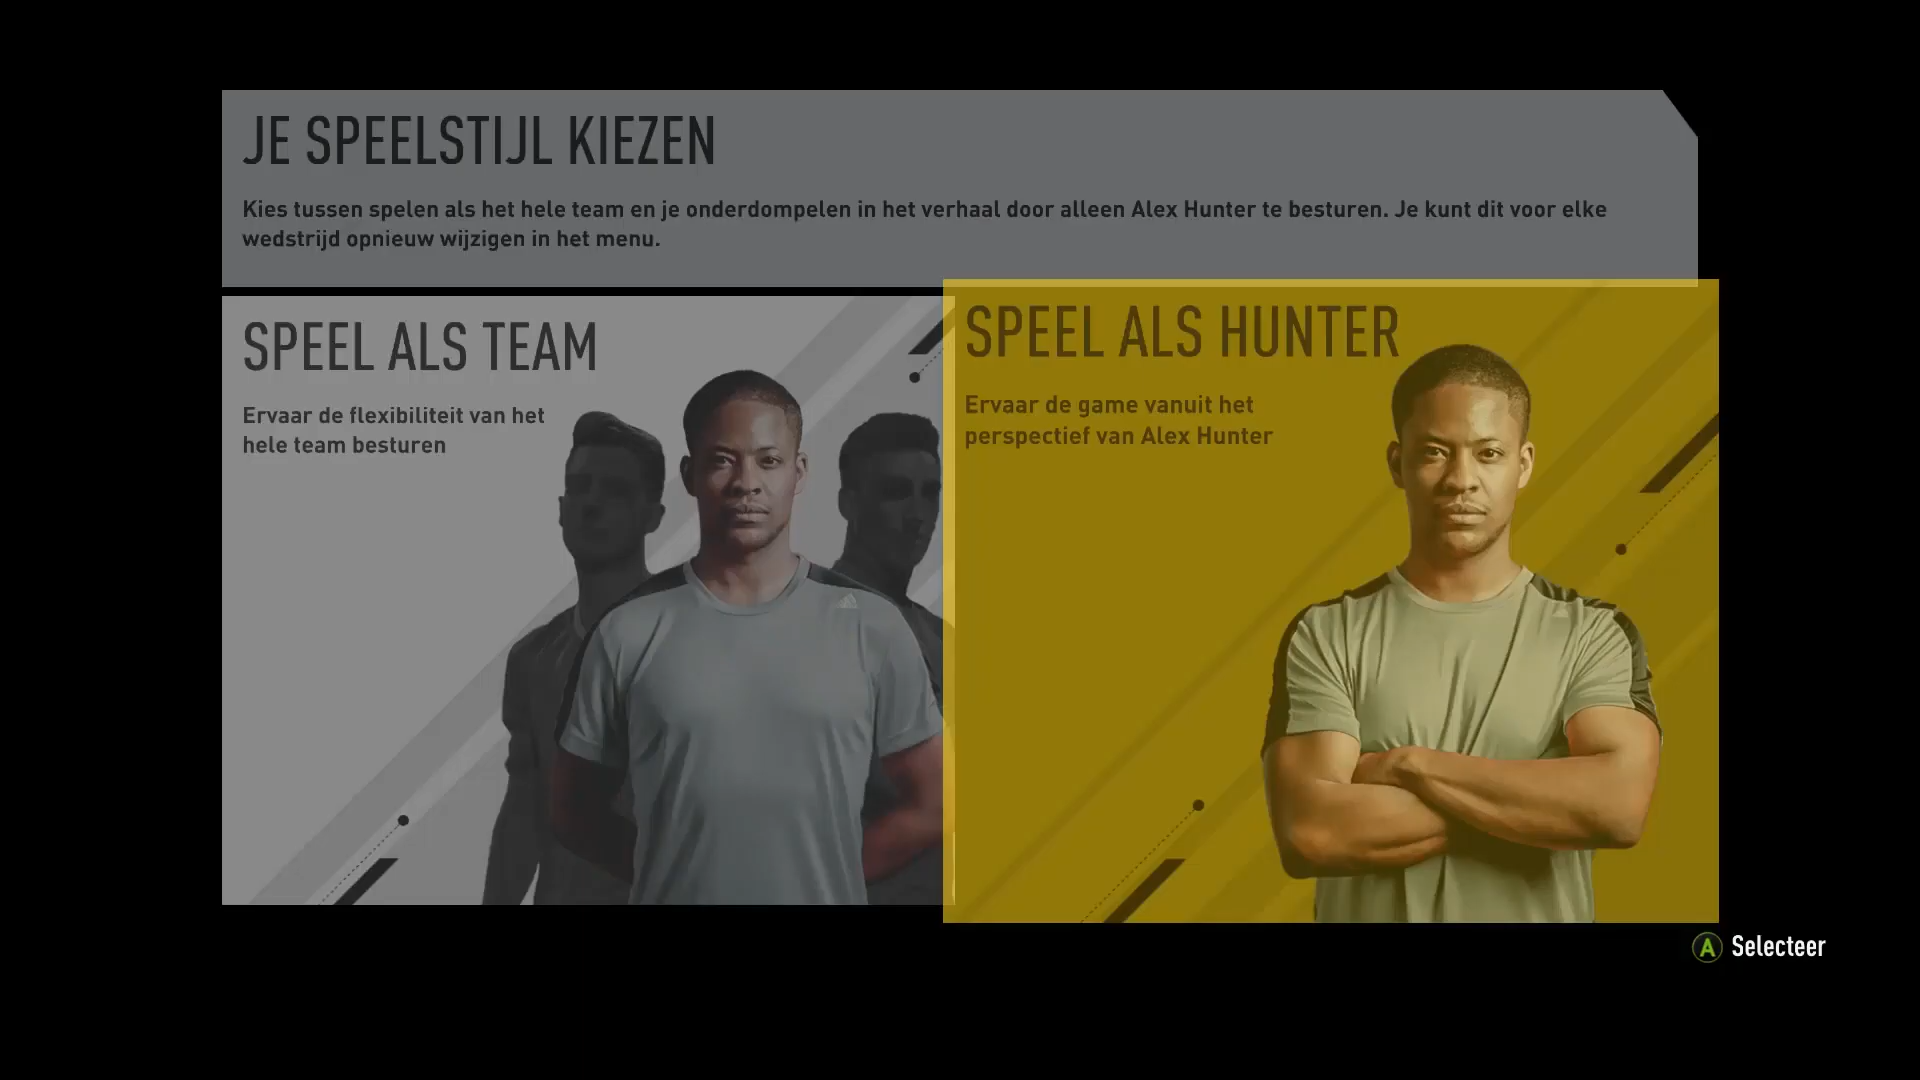 JE SPEELSTIJL KIEZEN
Kies tussen spelen als het hele team en je onderdompelen in het verhaal door alleen Alex Hunter te besturen. Je kunt dit voor elke
wedstrijd opnieuw wijzigen in het menu.
SPEEL ALS TEAM
Ervaar de flexibiliteit van het
hele team besturen
SPEEL ALS HUNTER
Ervaar de game vanuit het
perspectief van Alex Hunter
A Selecteer